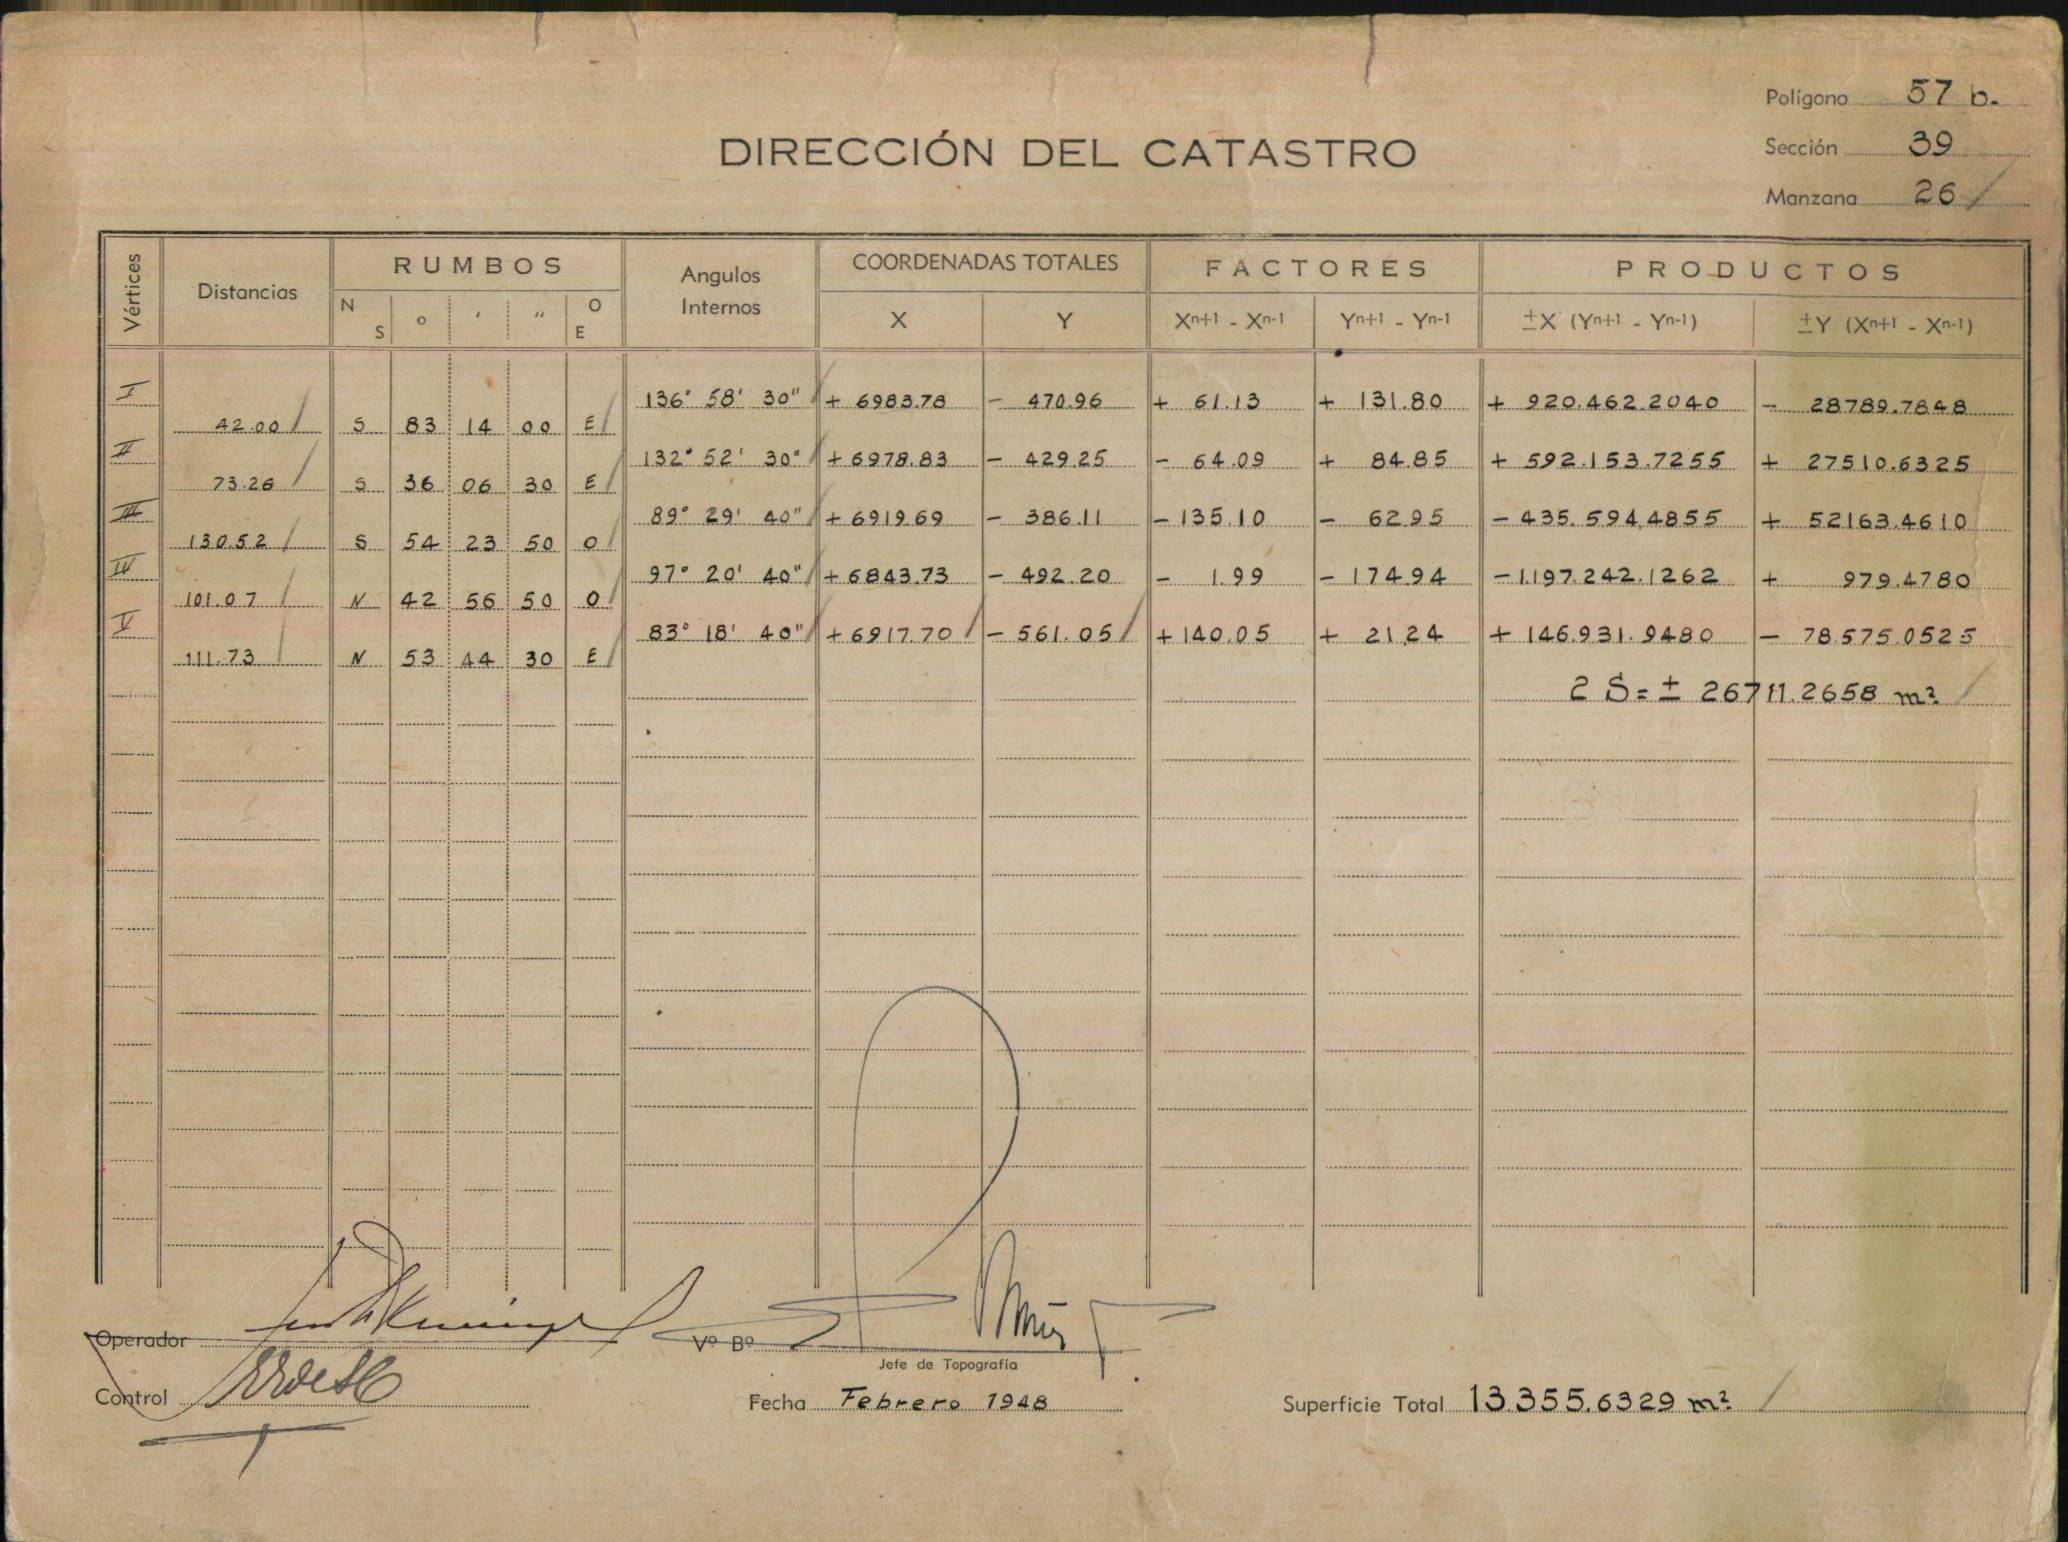 Polígono 57 b.
DIRECCIÓN DEL CATASTRO
Sección 39
Manzana 26
Vértices Distancias RUMBOS Angulos Internos COORDENADAS TOTALES FACTORES PRODUCTOS
N S o ' " O E X Y Xn+1 - Xn-1 Yn+1 - Yn-1 ±X (Yn+1 - Yn-1) ±Y (Xn+1 - Xn-1)
I 136° 58' 30" + 6983.78 - 470.96 + 61.13 + 131.80 + 920.462.2040 - 28789.7848
42.00 S 83 14 00 E
II 132° 52' 30" + 6978.83 - 429.25 - 64.09 + 84.85 + 592.153.7255 + 27510.6325
73.26 S 36 06 30 E
III 89° 29' 40" + 6919.69 - 386.11 - 135.10 - 62.95 - 435.594.4855 + 52163.4610
130.52 S 54 23 50 O
IV 97° 20' 40" + 6843.73 - 492.20 - 1.99 - 174.94 - 1.197.242.1262 + 979.4780
101.07 N 42 56 50 O
V 83° 18' 40" + 6917.70 - 561.05 + 140.05 + 21.24 + 146.931.9480 - 78.575.0525
111.73 N 53 44 30 E
2 S = ± 26711.2658 m²
Operador Vº Bº
Jefe de Topografía
Control Fecha Febrero 1948 Superficie Total 13.355.6329 m²